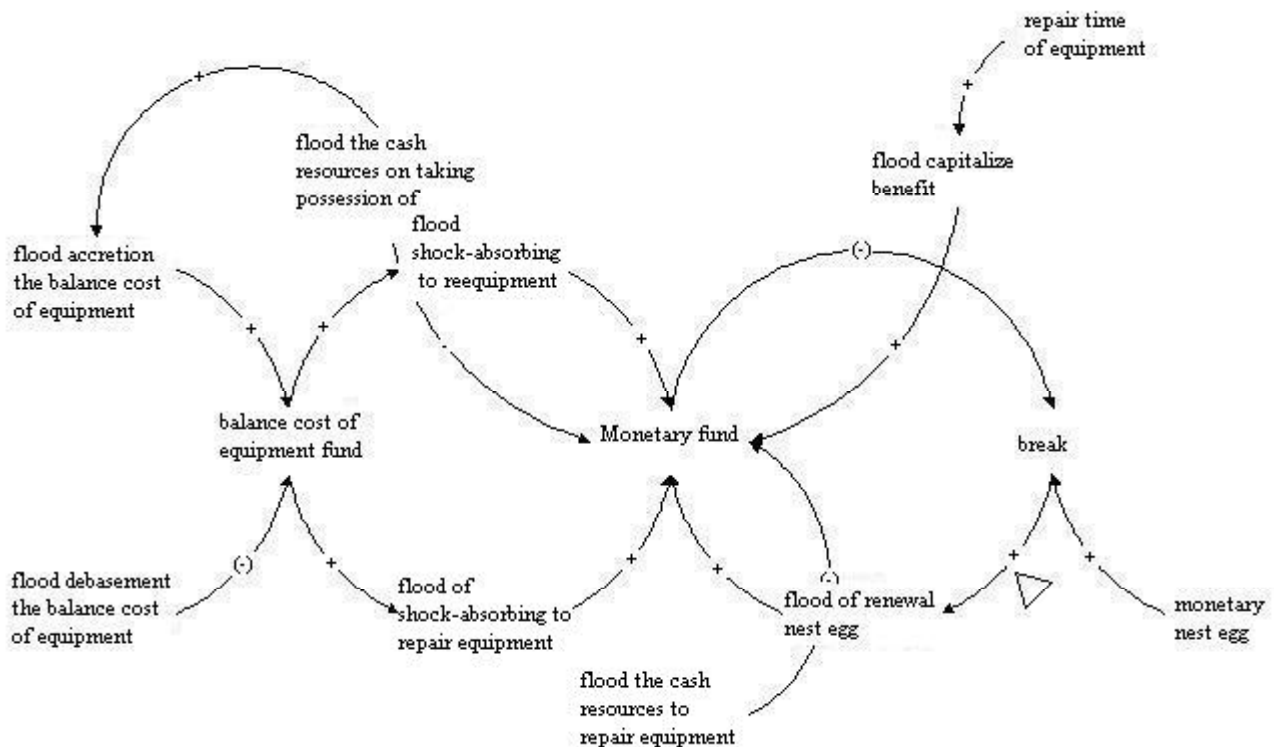 repair time
of equipment
+
+
flood the cash
resources on taking
possession of
flood capitalize
benefit
flood
shock-absorbing
to reequipment
(-)
flood accretion
the balance cost
of equipment
+
+
-
+
+
balance cost of
equipment fund
Monetary fund
break
(-)
+
+
+
+
+
(-)
flood debasement
the balance cost
of equipment
flood of
shock-absorbing to
repair equipment
flood of renewal
nest egg
monetary
nest egg
flood the cash
resources to
repair equipment